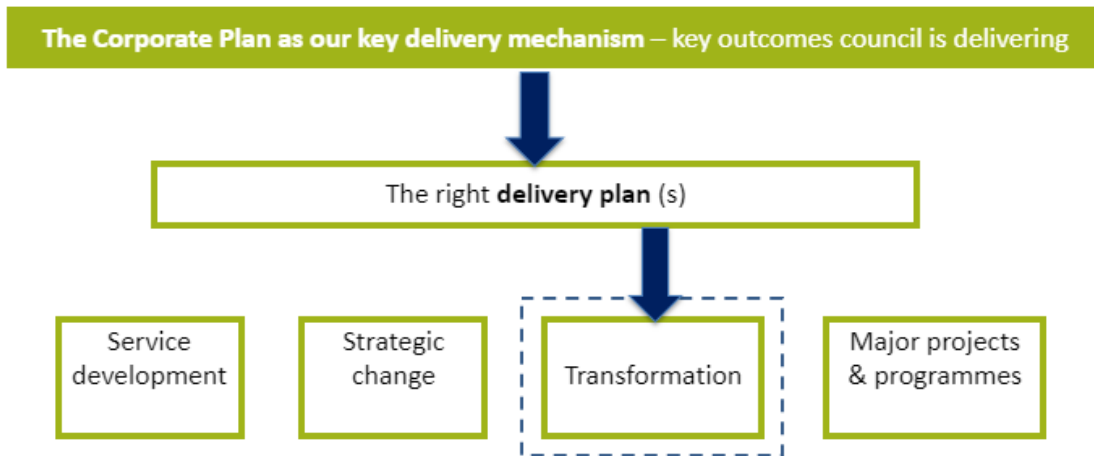 The Corporate Plan as our key delivery mechanism – key outcomes council is delivering
The right delivery plan (s)
Service
development
Strategic
change
Transformation
Major projects
& programmes